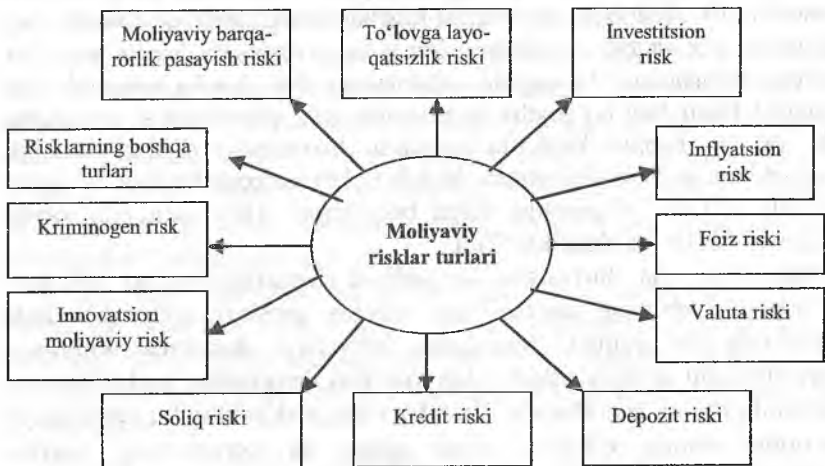 Moliyaviy barqa-
rorlik pasayish riski
To‘lovga layo-
qatsizlik riski
Investitsion
risk
Risklarning boshqa
turlari
Inflyatsion
risk
Kriminogen risk
Moliyaviy
risklar turlari
Foiz riski
Innovatsion
moliyaviy risk
Valuta riski
Soliq riski
Kredit riski
Depozit riski